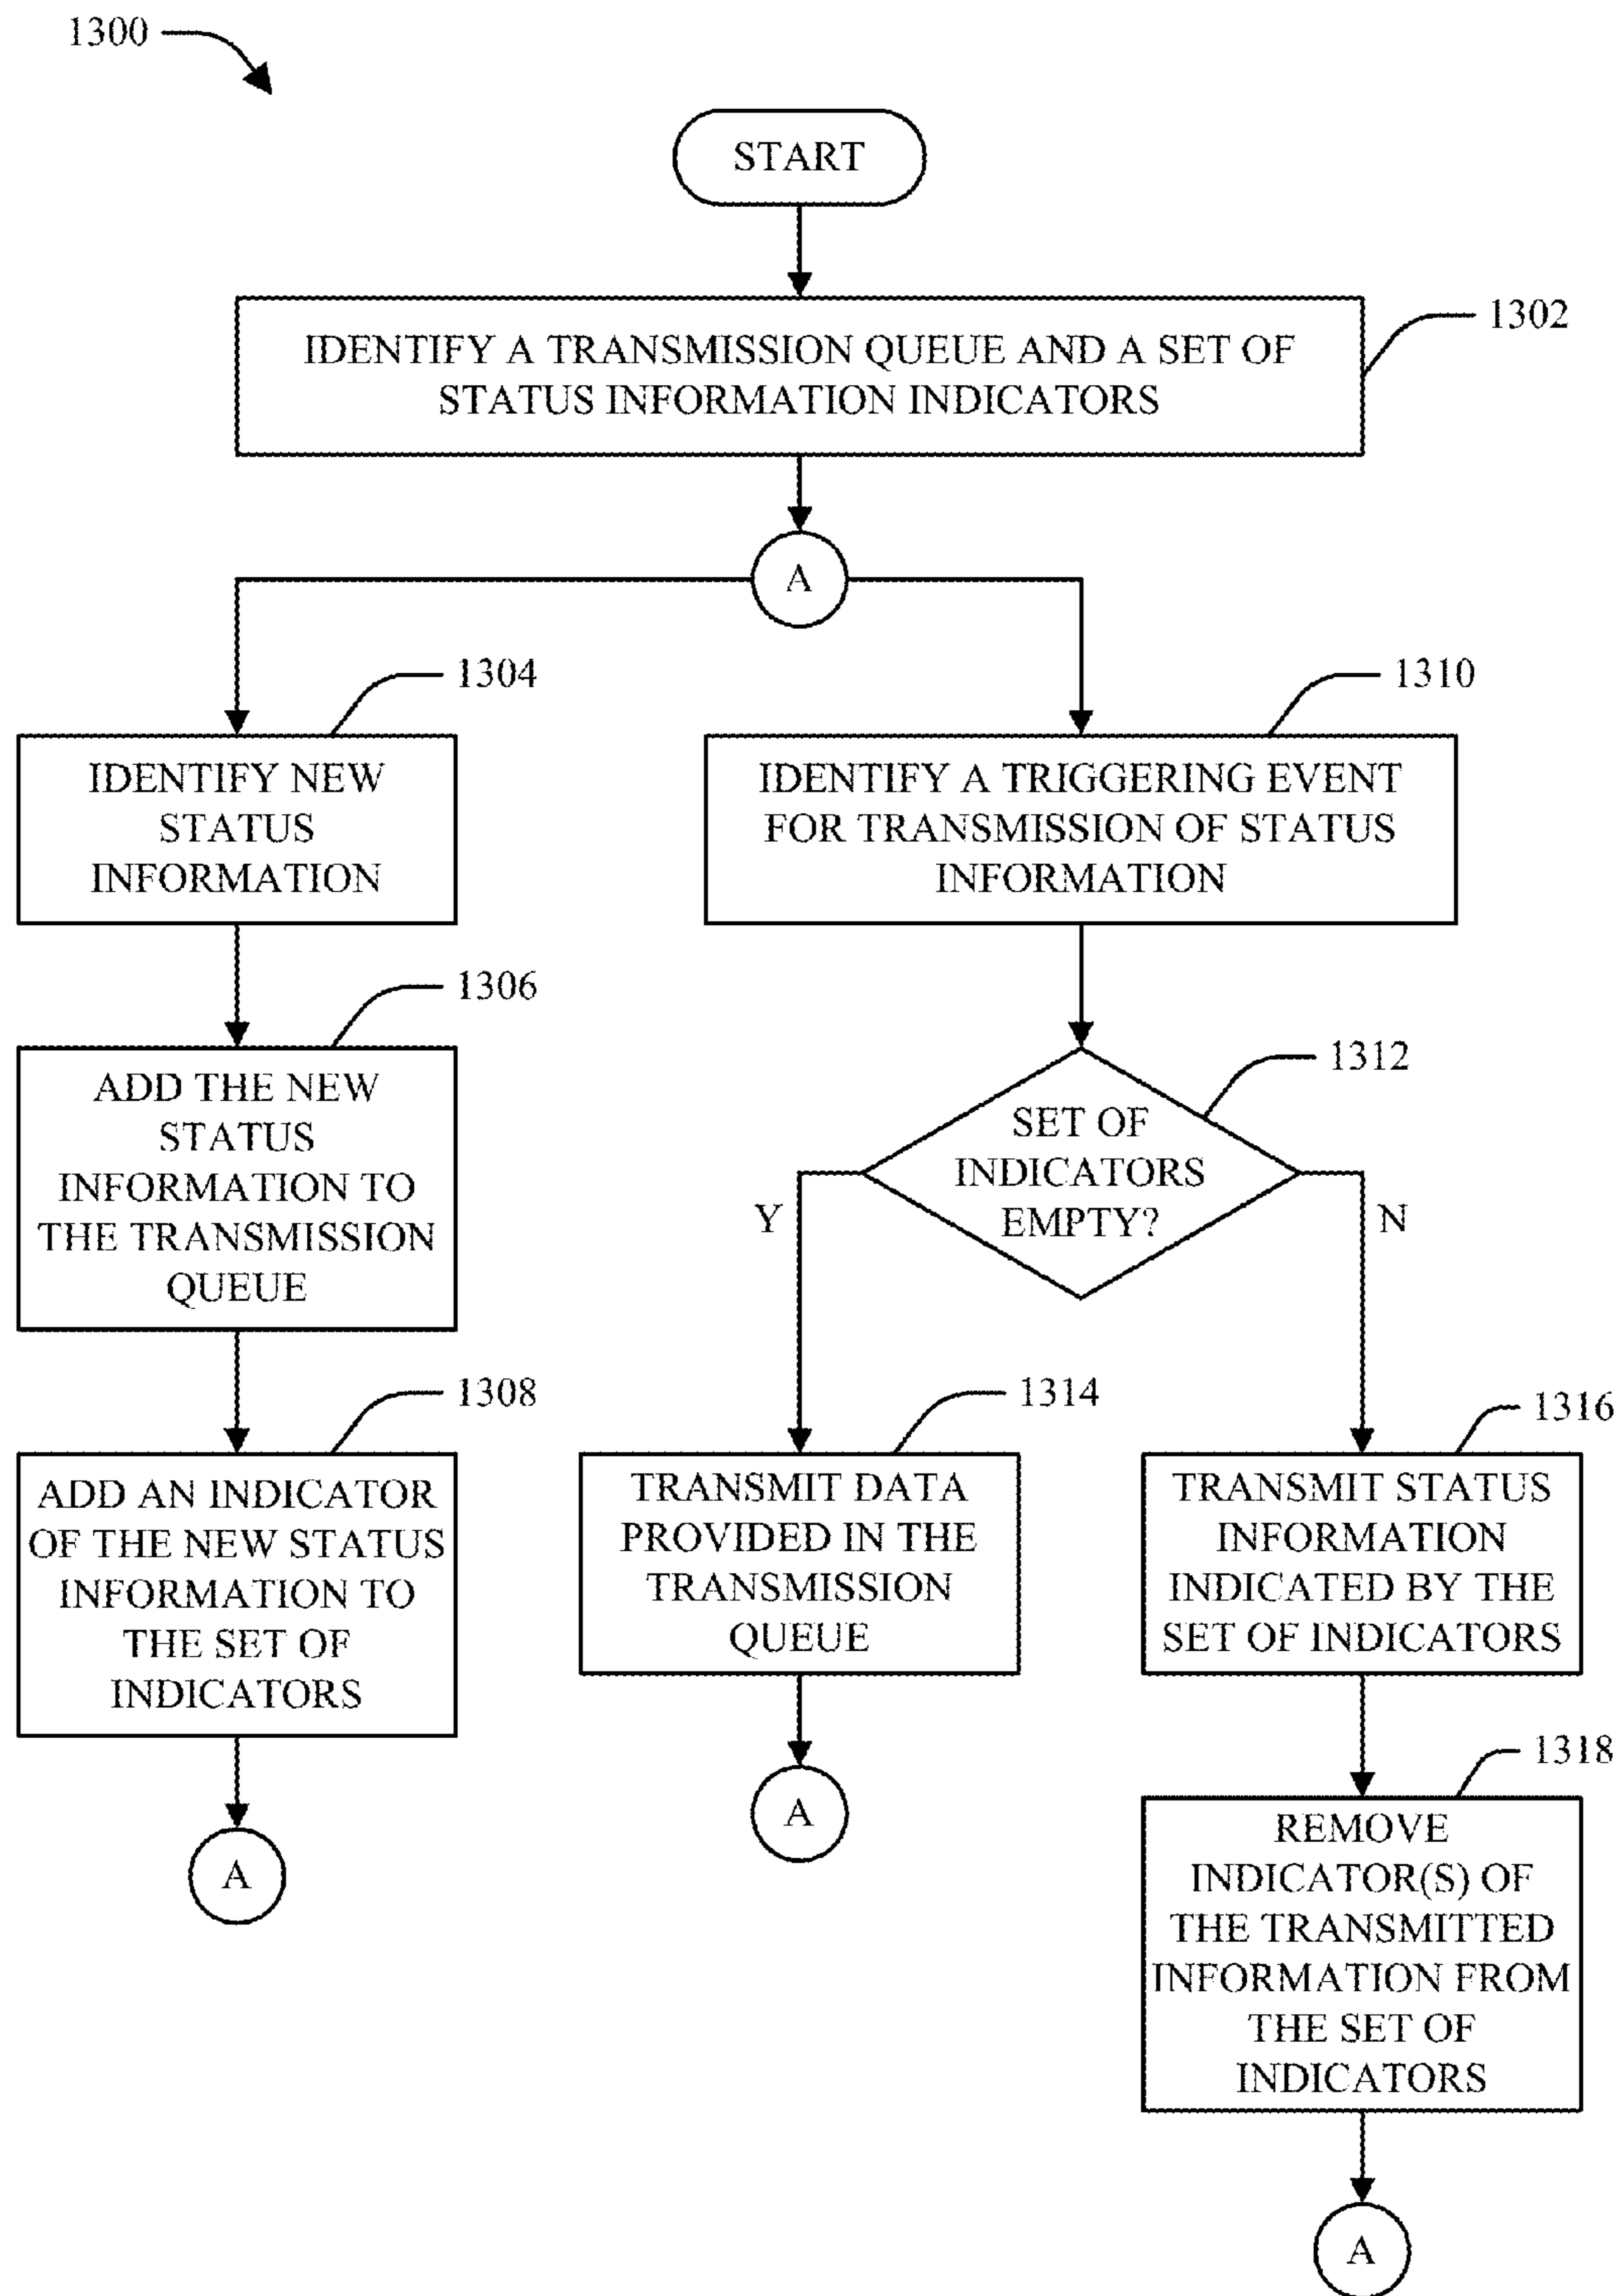 1300
START
1302
IDENTIFY A TRANSMISSION QUEUE AND A SET OF
STATUS INFORMATION INDICATORS
A
1304
IDENTIFY NEW
STATUS
INFORMATION
1306
ADD THE NEW
STATUS
INFORMATION TO
THE TRANSMISSION
QUEUE
1308
ADD AN INDICATOR
OF THE NEW STATUS
INFORMATION TO
THE SET OF
INDICATORS
A
1310
IDENTIFY A TRIGGERING EVENT
FOR TRANSMISSION OF STATUS
INFORMATION
1312
SET OF
INDICATORS
EMPTY?
Y
N
1314
TRANSMIT DATA
PROVIDED IN THE
TRANSMISSION
QUEUE
A
1316
TRANSMIT STATUS
INFORMATION
INDICATED BY THE
SET OF INDICATORS
1318
REMOVE
INDICATOR(S) OF
THE TRANSMITTED
INFORMATION FROM
THE SET OF
INDICATORS
A